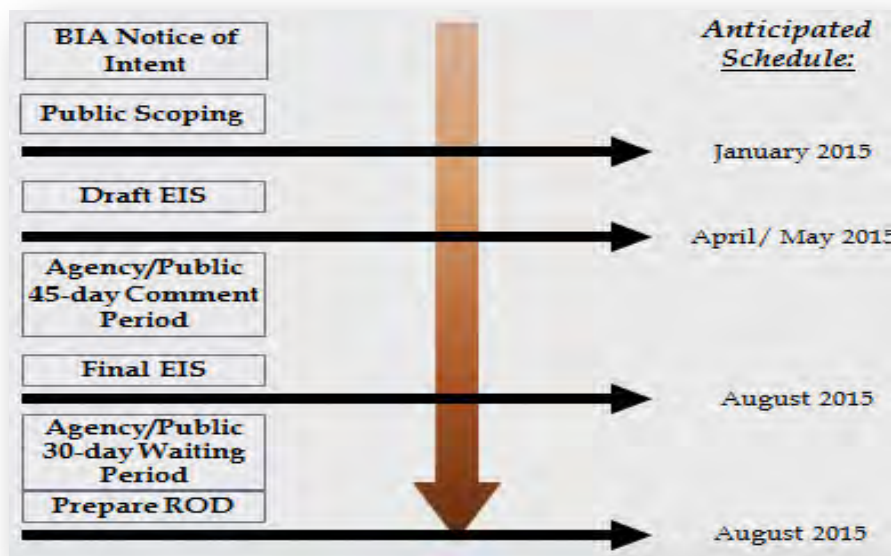 BIA Notice of
Intent
Anticipated
Schedule:
Public Scoping
January 2015
Draft EIS
April/ May 2015
Agency/Public
45-day Comment
Period
Final EIS
August 2015
Agency/Public
30-day Waiting
Period
Prepare ROD
August 2015